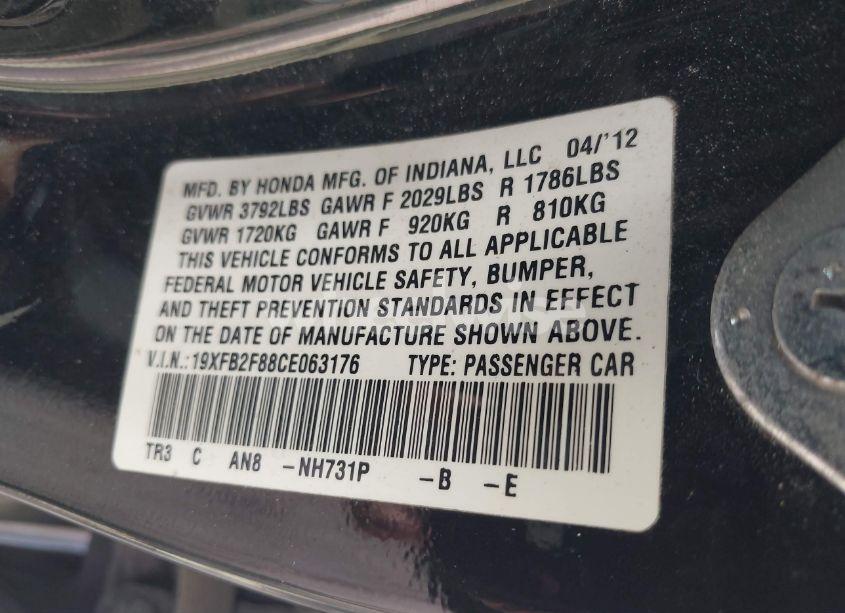 MFD. BY HONDA MFG. OF INDIANA, LLC 04/'12
GVWR 3792LBS GAWR F 2029LBS R 1786LBS
GVWR 1720KG GAWR F 920KG R 810KG
THIS VEHICLE CONFORMS TO ALL APPLICABLE
FEDERAL MOTOR VEHICLE SAFETY, BUMPER,
AND THEFT PREVENTION STANDARDS IN EFFECT
ON THE DATE OF MANUFACTURE SHOWN ABOVE.
V.I.N.:19XFB2F88CE063176 TYPE: PASSENGER CAR
TR3 C AN8 -NH731P -B -E